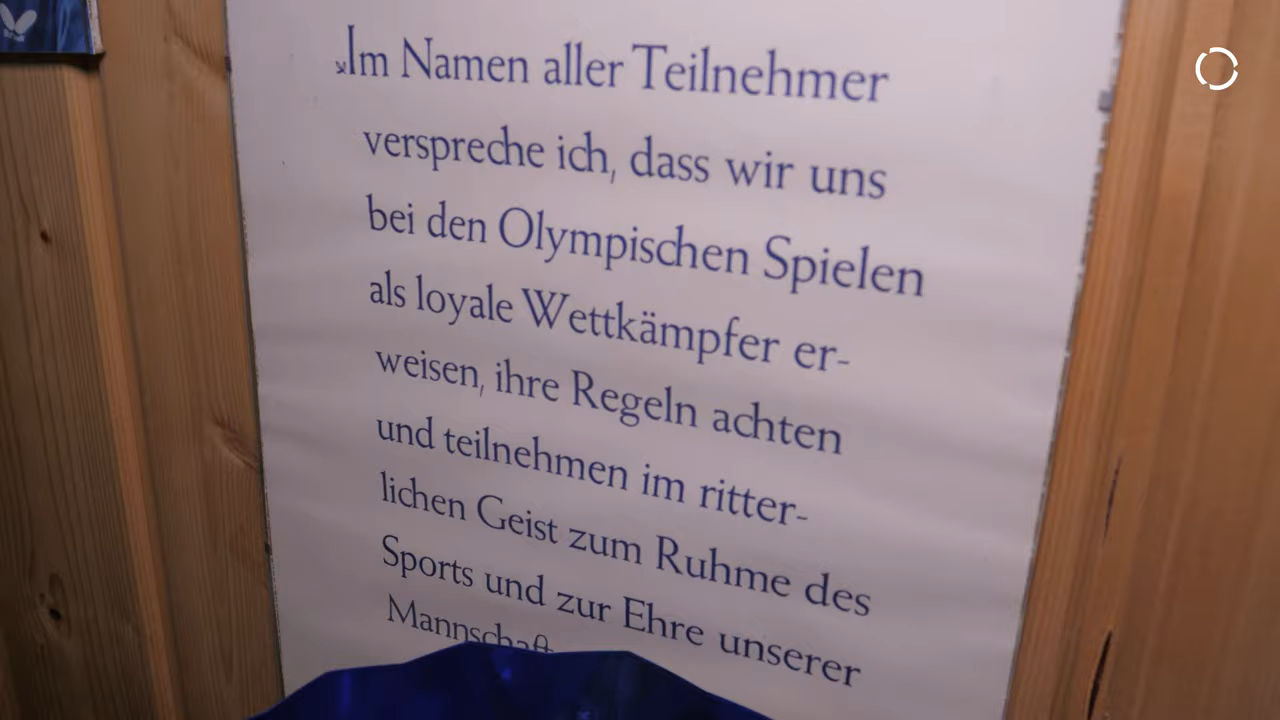 „Im Namen aller Teilnehmer
verspreche ich, dass wir uns
bei den Olympischen Spielen
als loyale Wettkämpfer er-
weisen, ihre Regeln achten
und teilnehmen im ritter-
lichen Geist zum Ruhme des
Sports und zur Ehre unserer
Mannschaft